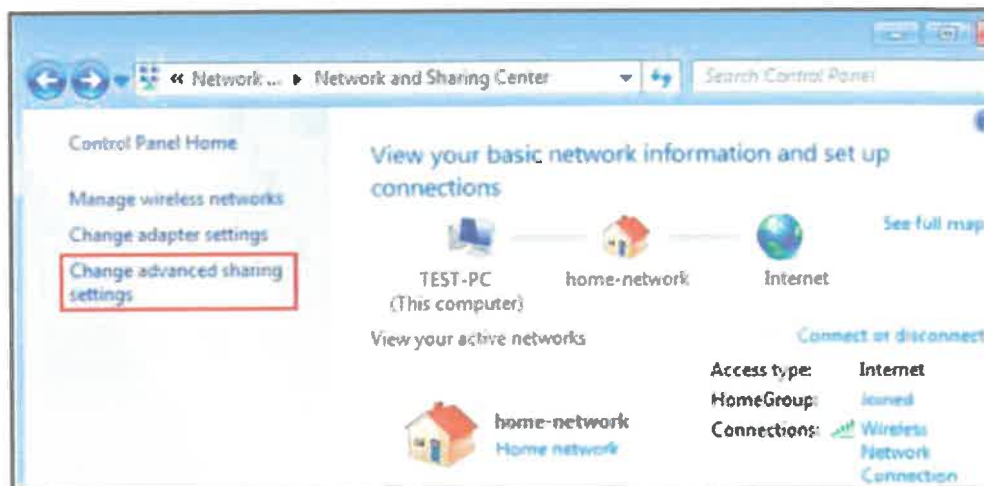 « Network ... ▸ Network and Sharing Center
Search Control Panel
Control Panel Home
Manage wireless networks
Change adapter settings
Change advanced sharing
settings
View your basic network information and set up
connections
See full map
TEST-PC
(This computer)
home-network
Internet
View your active networks
Connect or disconnect
home-network
Home network
Access type: Internet
HomeGroup: Joined
Connections: Wireless
Network
Connection